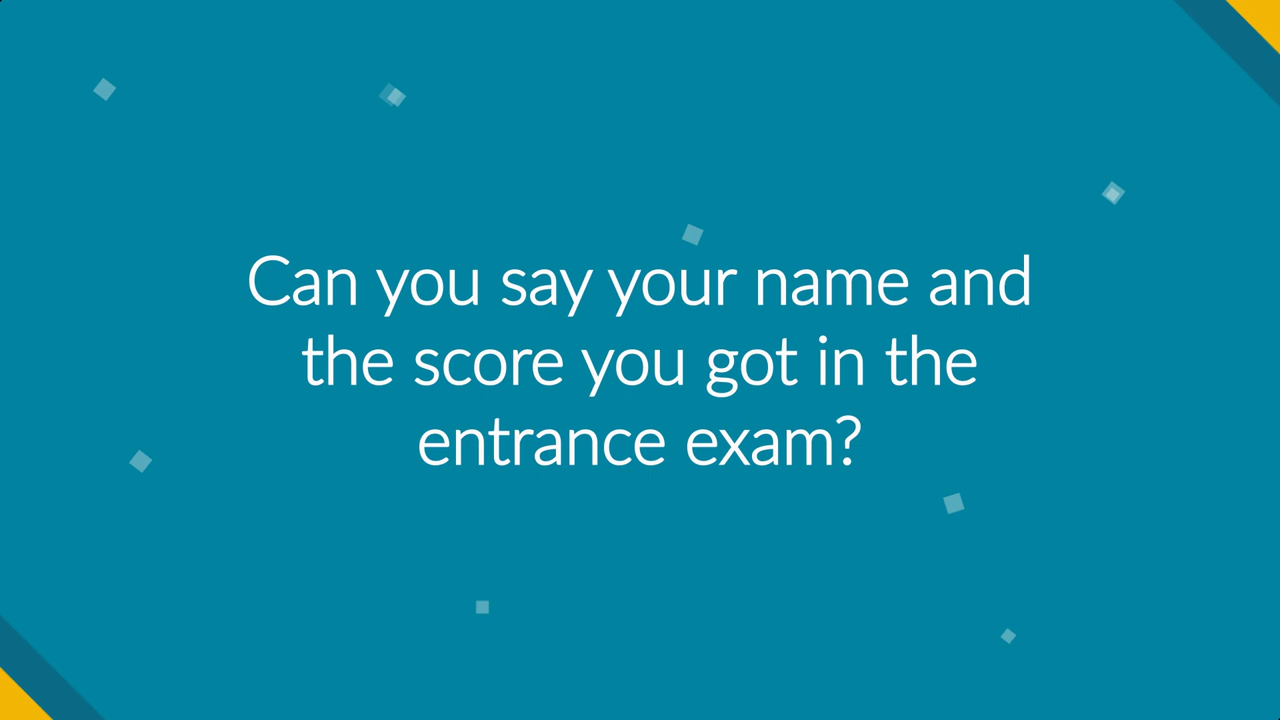 Can you say your name and
the score you got in the
entrance exam?